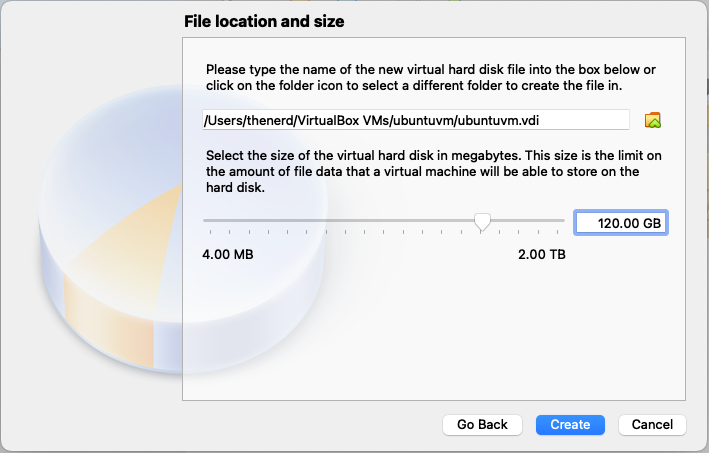 File location and size
Please type the name of the new virtual hard disk file into the box below or
click on the folder icon to select a different folder to create the file in.
/Users/thenerd/VirtualBox VMs/ubuntuvm/ubuntuvm.vdi
Select the size of the virtual hard disk in megabytes. This size is the limit on
the amount of file data that a virtual machine will be able to store on the
hard disk.
120.00 GB
4.00 MB
2.00 TB
Go Back
Create
Cancel